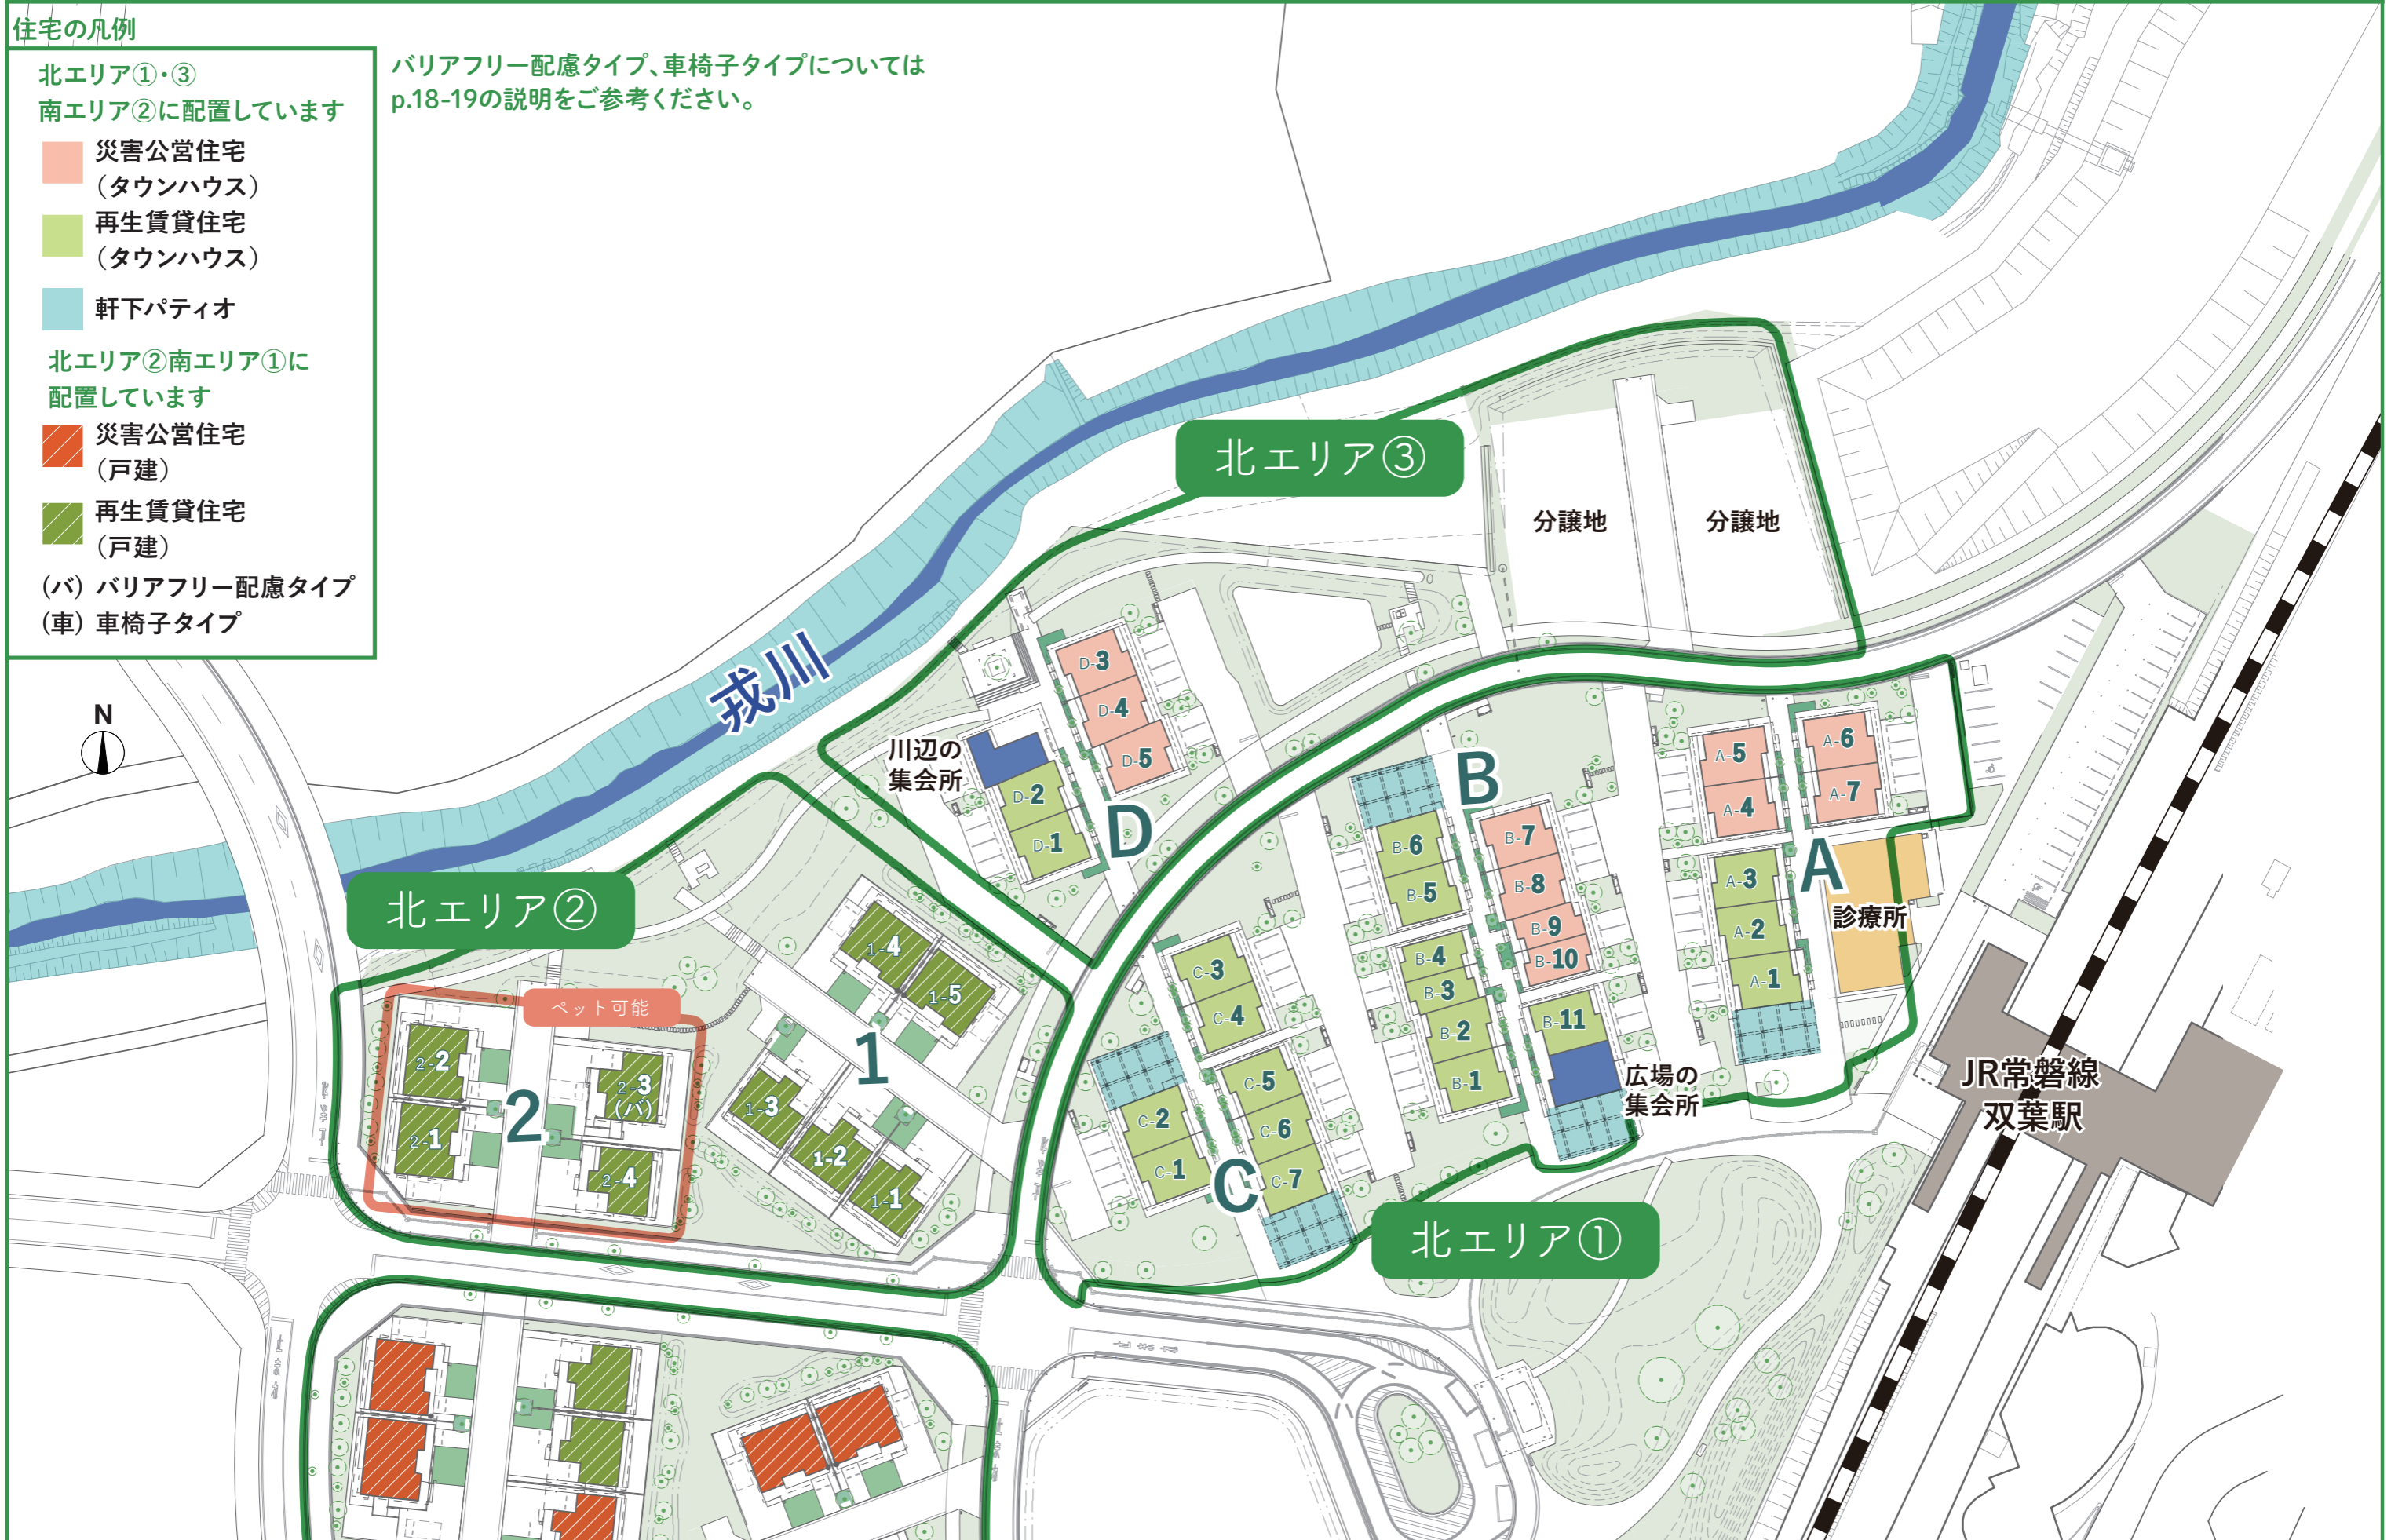 住宅の凡例
北エリア①・③
南エリア②に配置しています
災害公営住宅
（タウンハウス）
再生賃貸住宅
（タウンハウス）
軒下パティオ
北エリア②南エリア①に
配置しています
災害公営住宅
（戸建）
再生賃貸住宅
（戸建）
（バ）バリアフリー配慮タイプ
（車）車椅子タイプ
バリアフリー配慮タイプ、車椅子タイプについては
p.18-19の説明をご参考ください。
N
戎川
北エリア③
分譲地
分譲地
川辺の
集会所
D-3
D-4
D-5
D-2
D-1
D
B
B-6
B-5
B-4
B-3
B-2
B-1
B-7
B-8
B-9
B-10
B-11
広場の
集会所
A-5
A-4
A-6
A-7
A
A-3
A-2
A-1
診療所
JR常磐線
双葉駅
C-3
C-4
C-2
C-1
C-5
C-6
C-7
C
北エリア①
北エリア②
ペット可能
2-2
2-1
2
2-3
（バ）
2-4
1-4
1-5
1
1-3
1-2
1-1